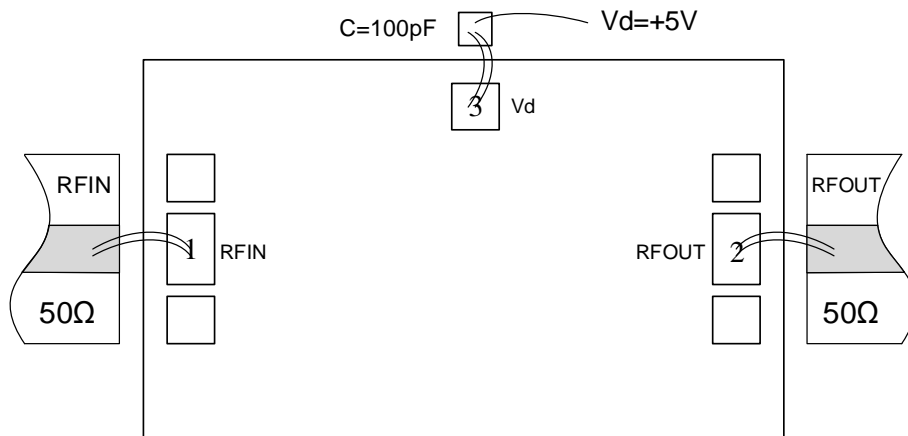 C=100pF
Vd=+5V
3
Vd
RFIN
RFOUT
1
RFIN
RFOUT
2
50Ω
50Ω